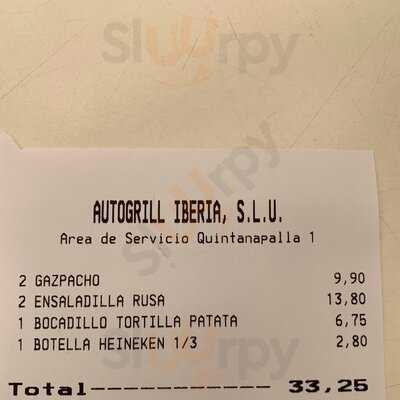 Sluurpy
AUTOGRILL IBERIA, S.L.U.
Area de Servicio Quintanapalla 1
2 GAZPACHO 9,90
2 ENSALADILLA RUSA 13,80
1 BOCADILLO TORTILLA PATATA 6,75
1 BOTELLA HEINEKEN 1/3 2,80
Total------------- 33,25